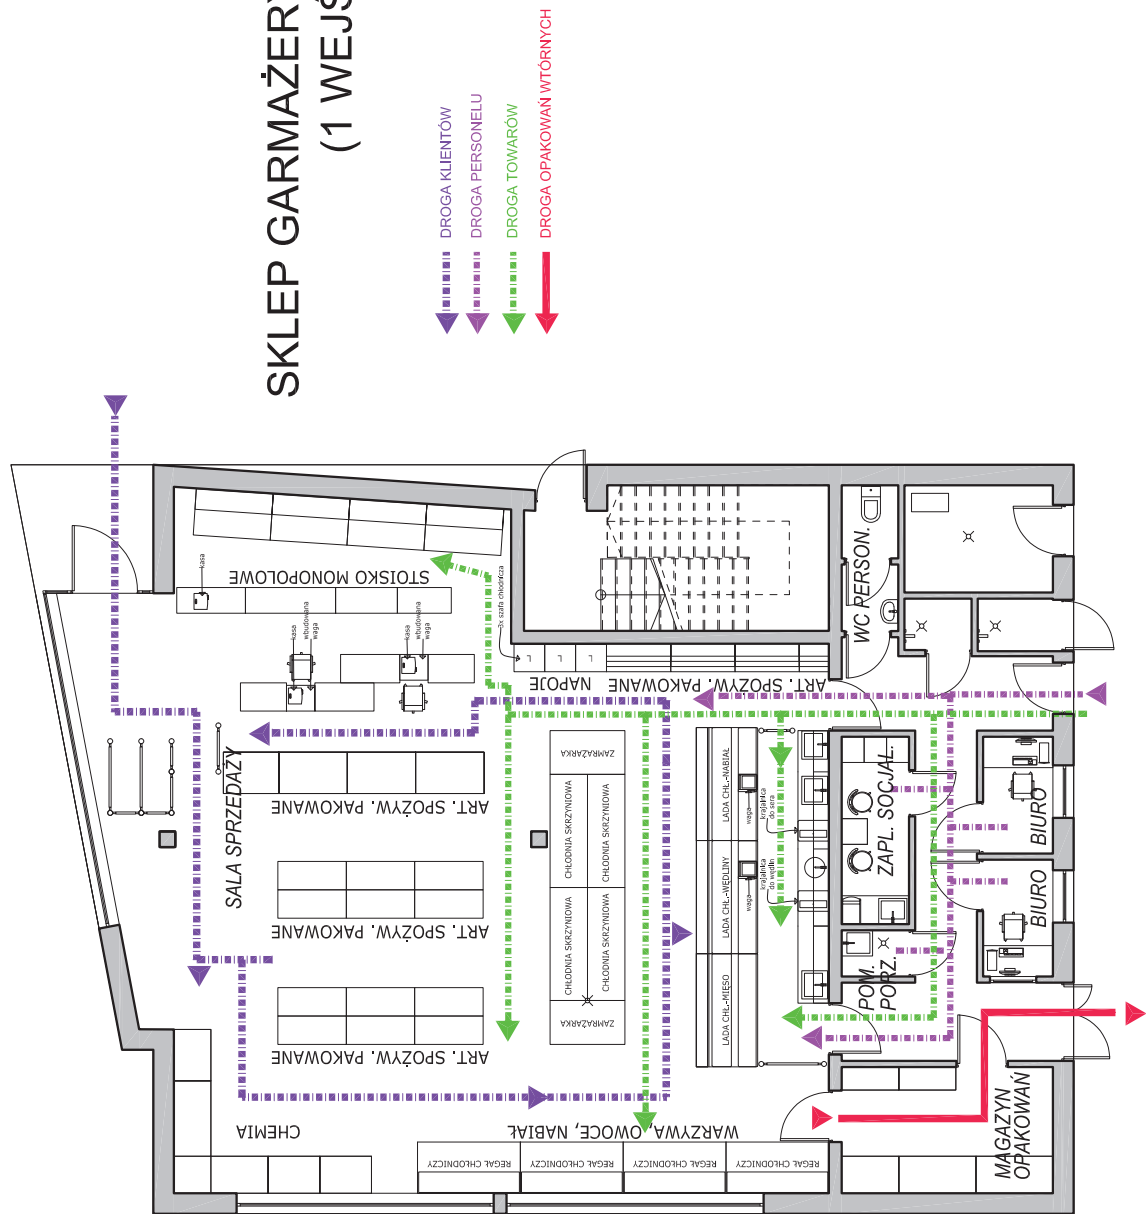 SKLEP GARMAŻERY
(1 WEJŚ
DROGA KLIENTÓW
DROGA PERSONELU
DROGA TOWARÓW
DROGA OPAKOWAŃ WTÓRNYCH
kasa
STOISKO MONOPOLOWE
kasa
wbudowana
waga
kasa
wbudowana
waga
3x szafa chłodnicza
L
L
L
NAPOJE
ART. SPOŻYW. PAKOWANE
WC PERSON.
SALA SPRZEDAŻY
ART. SPOŻYW. PAKOWANE
ART. SPOŻYW. PAKOWANE
ART. SPOŻYW. PAKOWANE
ZAMRAŻARKA
CHŁODNIA SKRZYNIOWA
CHŁODNIA SKRZYNIOWA
CHŁODNIA SKRZYNIOWA
CHŁODNIA SKRZYNIOWA
ZAMRAŻARKA
LADA CHŁ.-NABIAŁ
LADA CHŁ.-WĘDLINY
LADA CHŁ.-MIĘSO
waga
krajalnica
do sera
waga
krajalnica
do wędlin
ZAPL. SOCJAL.
POM.
PORZ.
BIURO
BIURO
CHEMIA
WARZYWA, OWOCE, NABIAŁ
REGAŁ CHŁODNICZY
REGAŁ CHŁODNICZY
REGAŁ CHŁODNICZY
REGAŁ CHŁODNICZY
MAGAZYN
OPAKOWAŃ